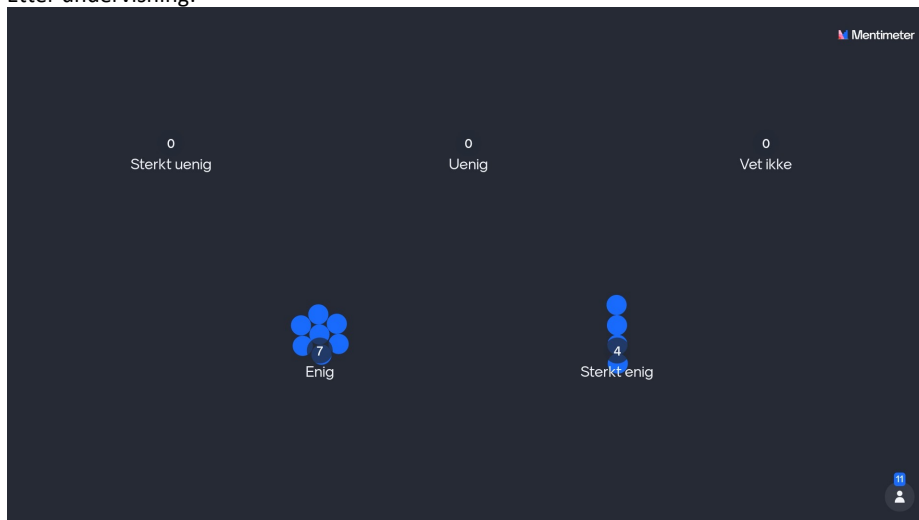 Etter undervisning:
Mentimeter
0
Sterkt uenig
0
Uenig
0
Vet ikke
7
Enig
4
Sterkt enig
11